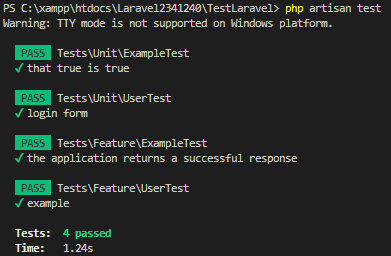 PS C:\xampp\htdocs\Laravel2341240\TestLaravel> php artisan test
Warning: TTY mode is not supported on Windows platform.
PASS Tests\Unit\ExampleTest
✓ that true is true
PASS Tests\Unit\UserTest
✓ login form
PASS Tests\Feature\ExampleTest
✓ the application returns a successful response
PASS Tests\Feature\UserTest
✓ example
Tests: 4 passed
Time: 1.24s